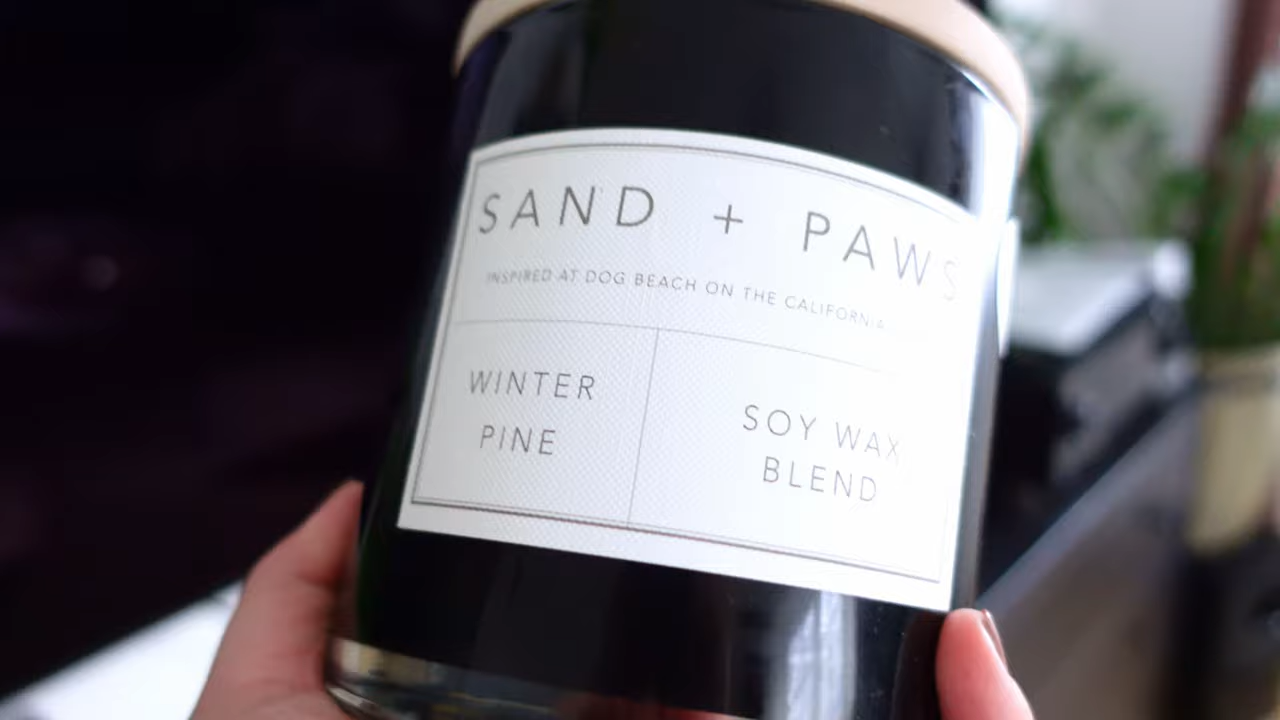 SAND + PAWS
INSPIRED AT DOG BEACH ON THE CALIFORNIA
WINTER
PINE
SOY WAX
BLEND